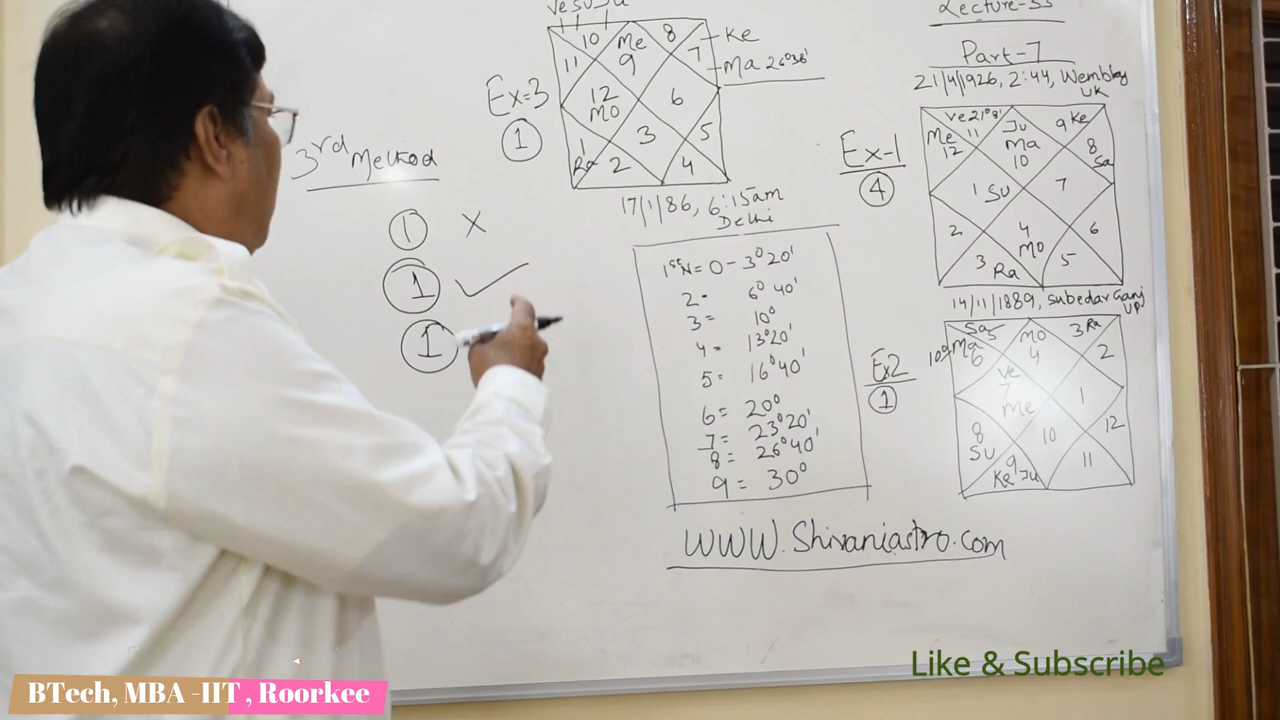 Lecture-
Part-7
3rd Method
1 X
1
1
Ex=3
1
Ve Su Ju
10
Me
9
8
Ke
11
7
Ma 26°38'
12
Mo
6
3
1
Ra
2
5
4
17/1/86, 6:15am
Delhi
1st N = 0 - 3°20'
2= 6°40'
3= 10°
4= 13°20'
5= 16°40'
6= 20°
7= 23°20'
8= 26°40'
9= 30°
www.Shivaniastro.com
21/4/1926, 2:44, Wembley
UK
Ex-1
4
Ve 21°
Me 11
12
Ju
Ma
10
9 Ke
8
Sa
1 Su
7
2
4
Mo
6
3
Ra
5
14/11/1889, subedarGanj
UP
Ex2
1
Sa 5
Ma
6
Mo
4
3 Ra
2
Ve
7
Me
1
8
Su
10
12
9
Ke Ju
11
Like & Subscribe
BTech, MBA -IIT , Roorkee